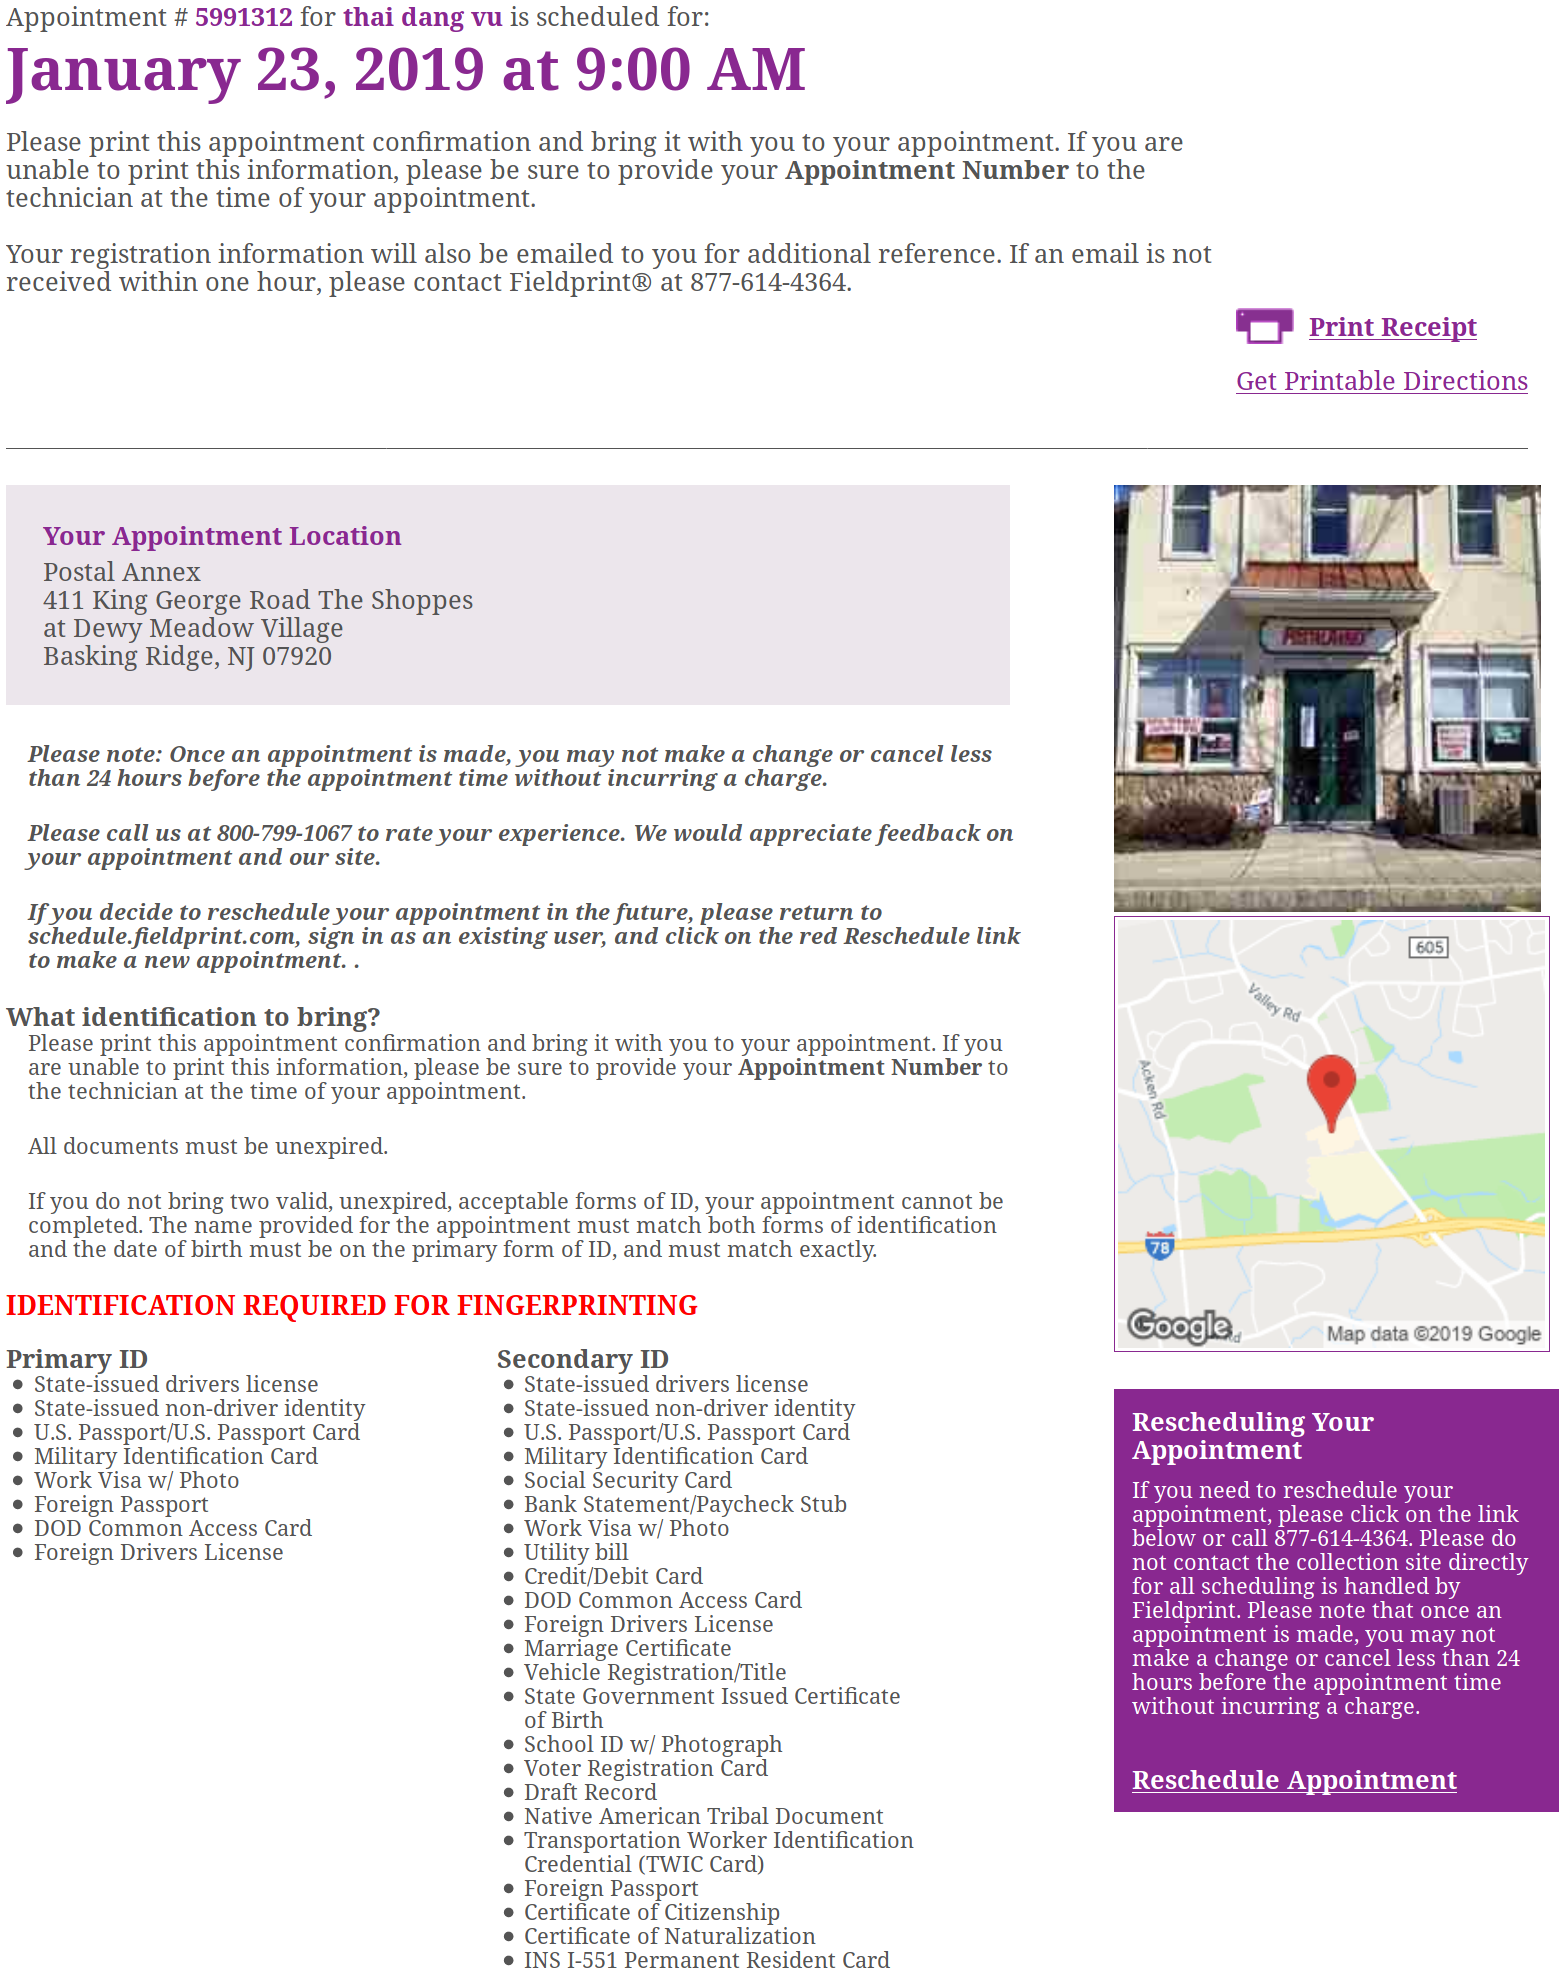 Appointment # 5991312 for thai dang vu is scheduled for:
January 23, 2019 at 9:00 AM
Please print this appointment confirmation and bring it with you to your appointment. If you are
unable to print this information, please be sure to provide your Appointment Number to the
technician at the time of your appointment.
Your registration information will also be emailed to you for additional reference. If an email is not
received within one hour, please contact Fieldprint® at 877-614-4364.
Print Receipt
Get Printable Directions
Your Appointment Location
Postal Annex
411 King George Road The Shoppes
at Dewy Meadow Village
Basking Ridge, NJ 07920
Please note: Once an appointment is made, you may not make a change or cancel less
than 24 hours before the appointment time without incurring a charge.
Please call us at 800-799-1067 to rate your experience. We would appreciate feedback on
your appointment and our site.
If you decide to reschedule your appointment in the future, please return to
schedule.fieldprint.com, sign in as an existing user, and click on the red Reschedule link
to make a new appointment. .
What identification to bring?
Please print this appointment confirmation and bring it with you to your appointment. If you
are unable to print this information, please be sure to provide your Appointment Number to
the technician at the time of your appointment.
All documents must be unexpired.
If you do not bring two valid, unexpired, acceptable forms of ID, your appointment cannot be
completed. The name provided for the appointment must match both forms of identification
and the date of birth must be on the primary form of ID, and must match exactly.
IDENTIFICATION REQUIRED FOR FINGERPRINTING
Primary ID
State-issued drivers license
State-issued non-driver identity
U.S. Passport/U.S. Passport Card
Military Identification Card
Work Visa w/ Photo
Foreign Passport
DOD Common Access Card
Foreign Drivers License
Secondary ID
State-issued drivers license
State-issued non-driver identity
U.S. Passport/U.S. Passport Card
Military Identification Card
Social Security Card
Bank Statement/Paycheck Stub
Work Visa w/ Photo
Utility bill
Credit/Debit Card
DOD Common Access Card
Foreign Drivers License
Marriage Certificate
Vehicle Registration/Title
State Government Issued Certificate
of Birth
School ID w/ Photograph
Voter Registration Card
Draft Record
Native American Tribal Document
Transportation Worker Identification
Credential (TWIC Card)
Foreign Passport
Certificate of Citizenship
Certificate of Naturalization
INS I-551 Permanent Resident Card
605
Valley Rd
Acken Rd
78
Google
Rd
Map data ©2019 Google
Rescheduling Your
Appointment
If you need to reschedule your
appointment, please click on the link
below or call 877-614-4364. Please do
not contact the collection site directly
for all scheduling is handled by
Fieldprint. Please note that once an
appointment is made, you may not
make a change or cancel less than 24
hours before the appointment time
without incurring a charge.
Reschedule Appointment